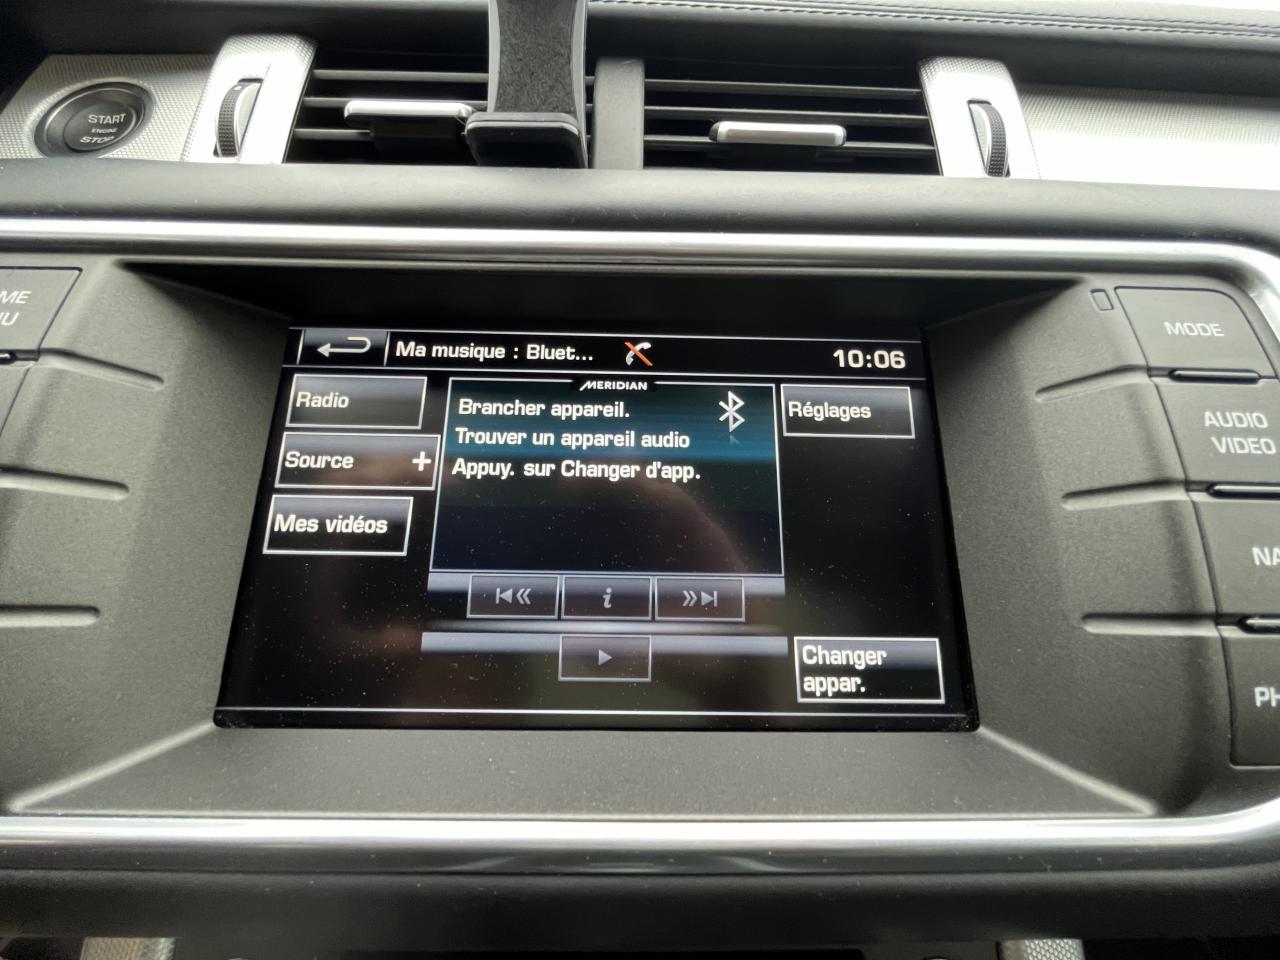 START
ENGINE
STOP
Ma musique : Bluet...
10:06
MERIDIAN
Radio
Source +
Mes vidéos
Brancher appareil.
Trouver un appareil audio
Appuy. sur Changer d'app.
Réglages
i
Changer
appar.
MODE
AUDIO
VIDEO